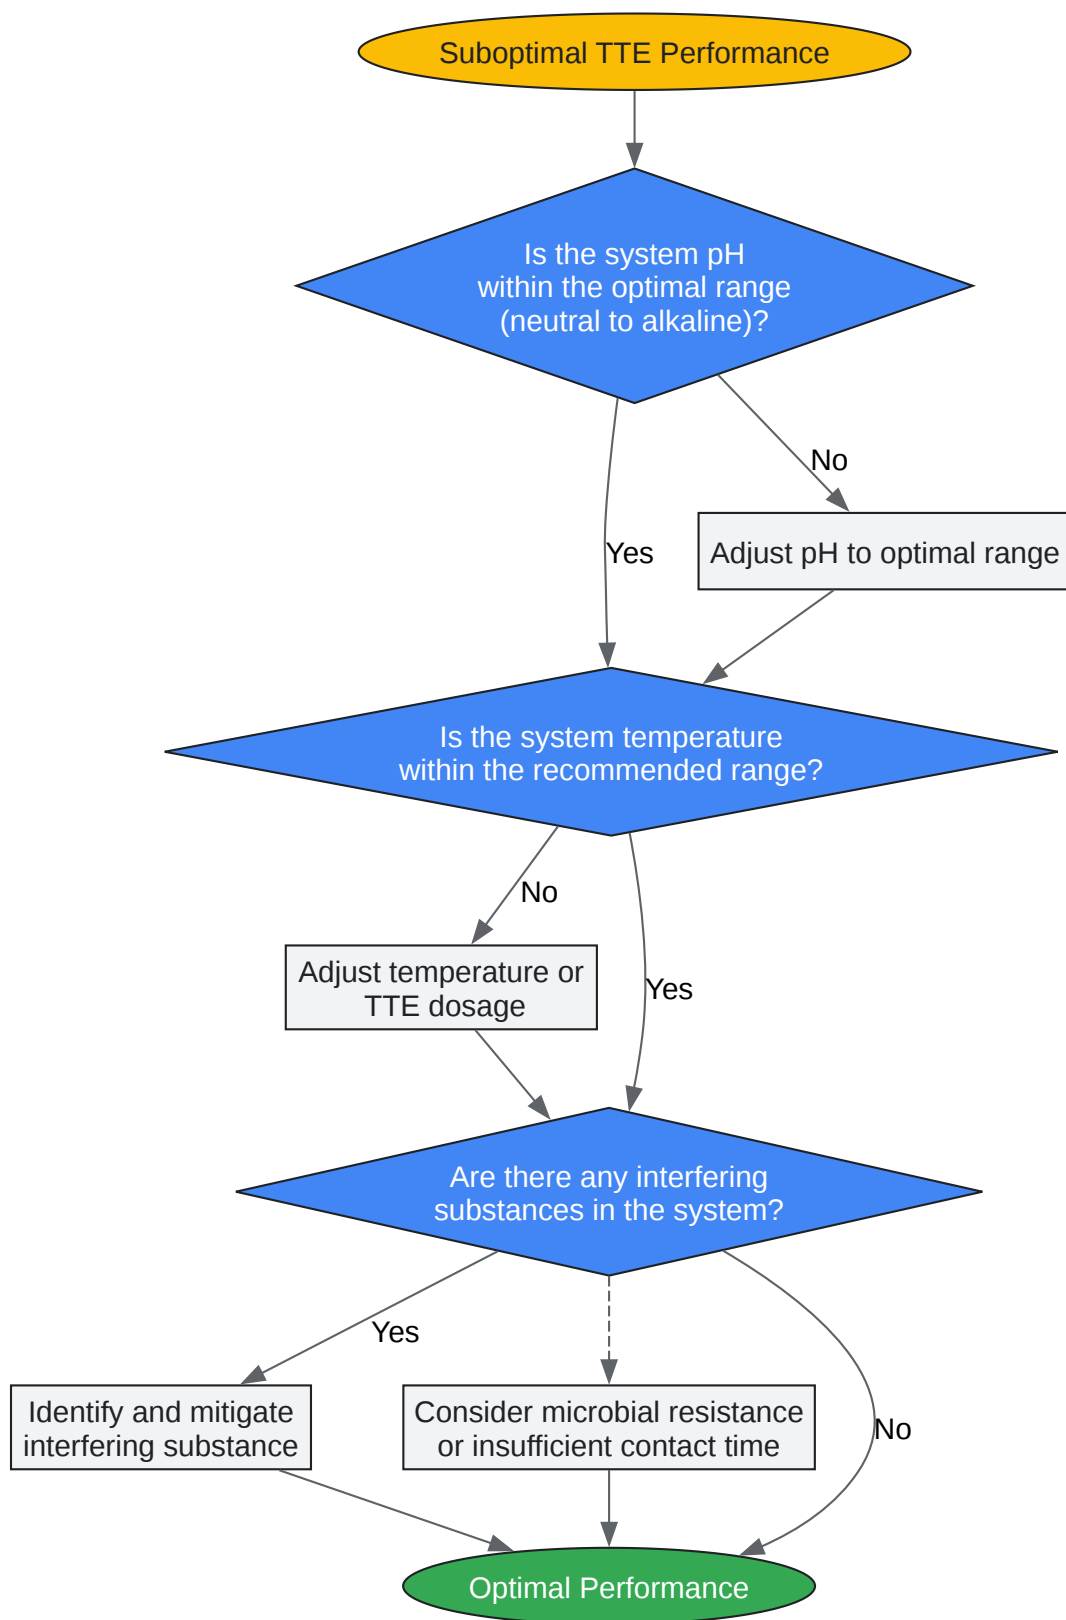 Suboptimal TTE Performance
Is the system pH
within the optimal range
(neutral to alkaline)?
No
Yes
Adjust pH to optimal range
Is the system temperature
within the recommended range?
No
Adjust temperature or
TTE dosage
Yes
Are there any interfering
substances in the system?
Yes
Identify and mitigate
interfering substance
Consider microbial resistance
or insufficient contact time
No
Optimal Performance